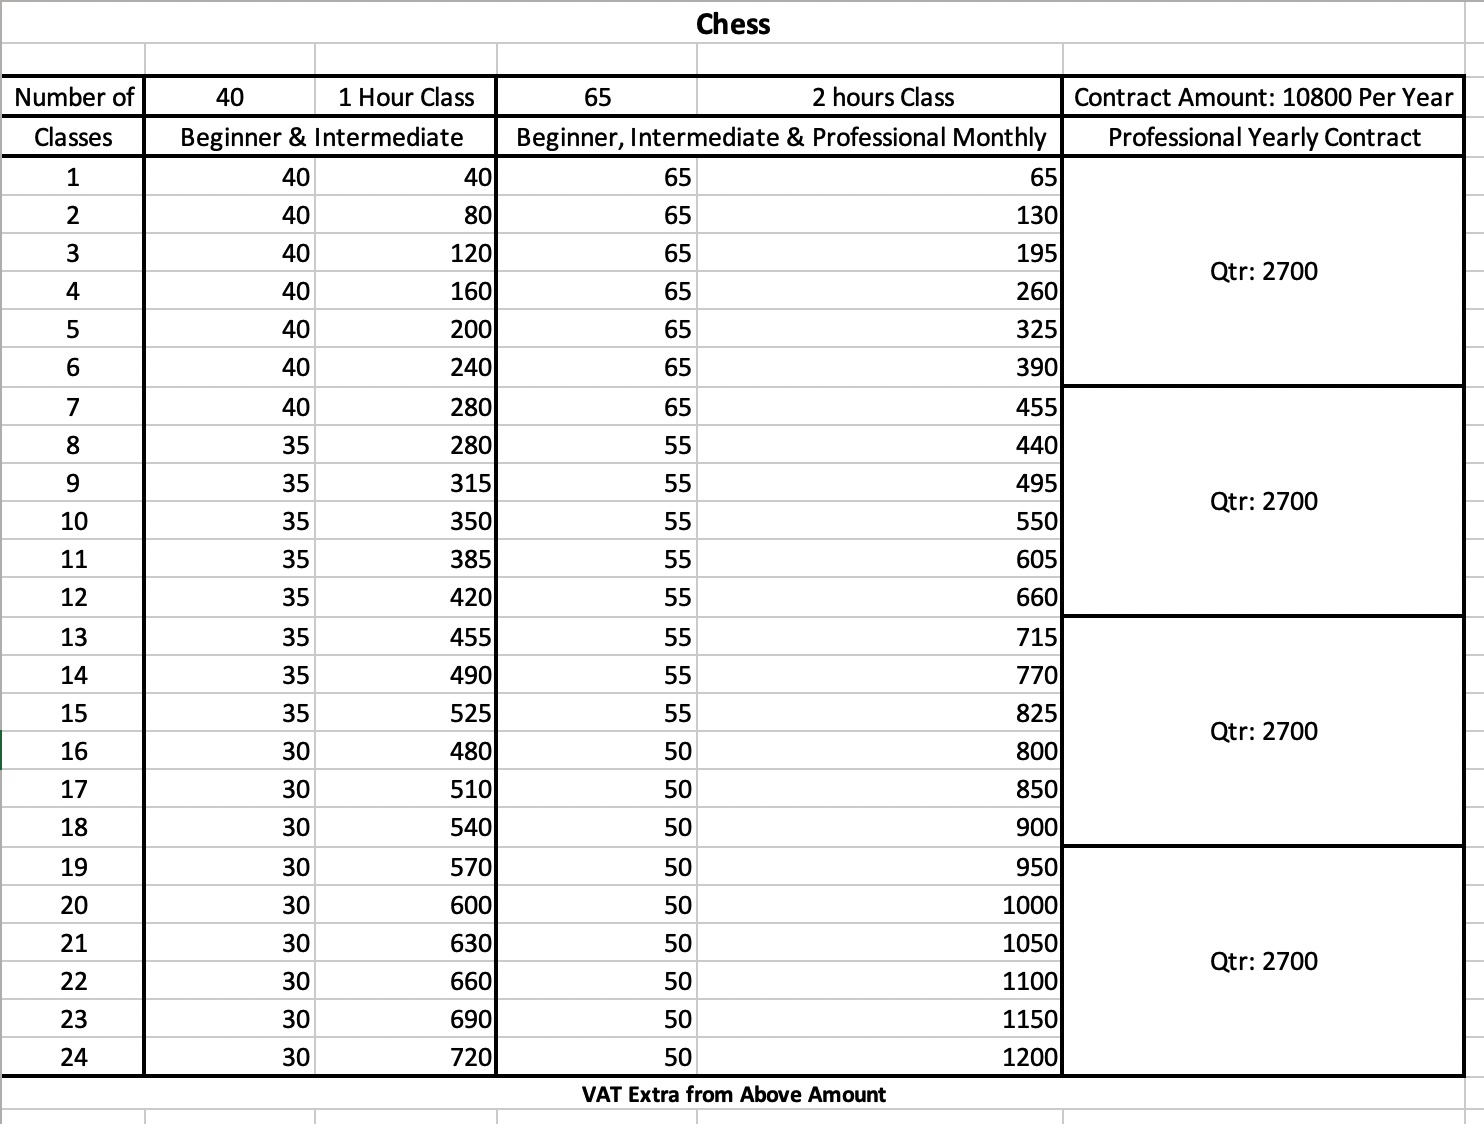 Chess
Number of 40 1 Hour Class 65 2 hours Class Contract Amount: 10800 Per Year
Classes Beginner & Intermediate Beginner, Intermediate & Professional Monthly Professional Yearly Contract
1 40 40 65 65
2 40 80 65 130
3 40 120 65 195
Qtr: 2700
4 40 160 65 260
5 40 200 65 325
6 40 240 65 390
7 40 280 65 455
8 35 280 55 440
9 35 315 55 495
Qtr: 2700
10 35 350 55 550
11 35 385 55 605
12 35 420 55 660
13 35 455 55 715
14 35 490 55 770
15 35 525 55 825
Qtr: 2700
16 30 480 50 800
17 30 510 50 850
18 30 540 50 900
19 30 570 50 950
20 30 600 50 1000
21 30 630 50 1050
Qtr: 2700
22 30 660 50 1100
23 30 690 50 1150
24 30 720 50 1200
VAT Extra from Above Amount